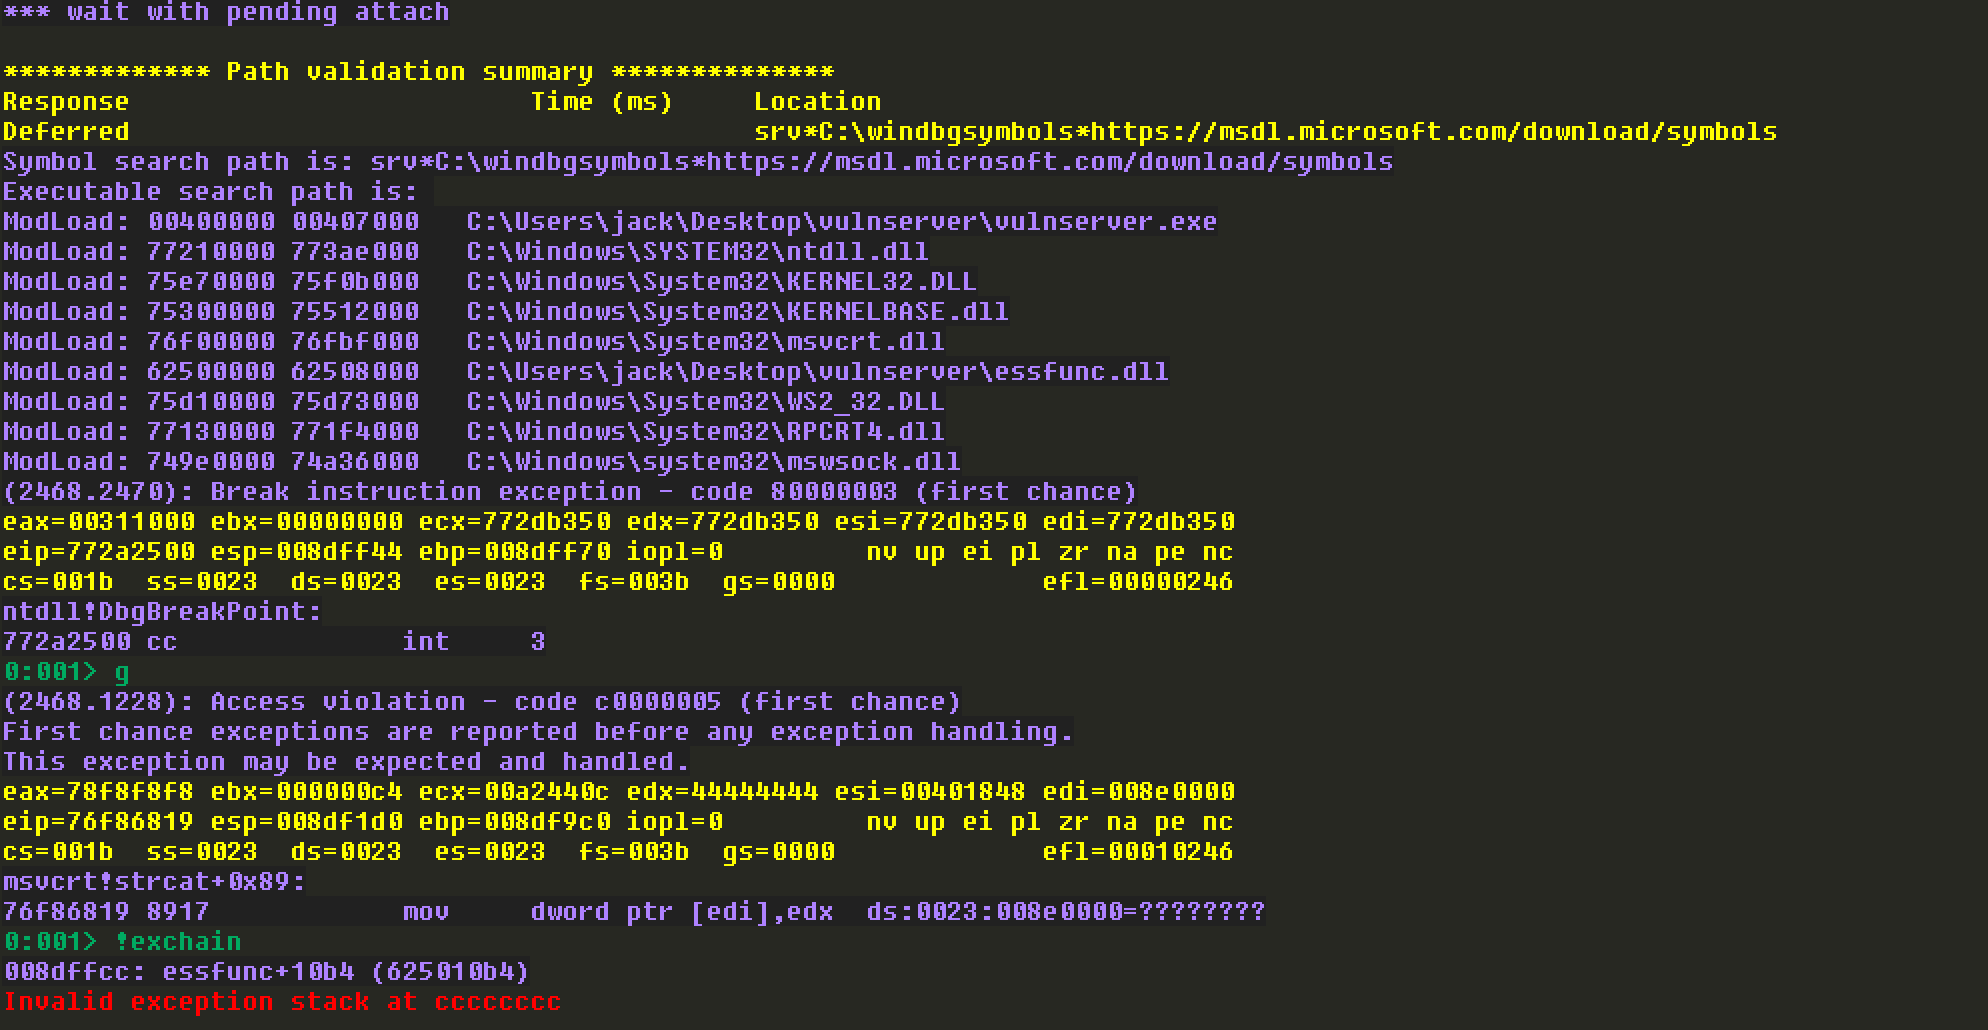 *** wait with pending attach
************* Path validation summary **************
Response                         Time (ms)     Location
Deferred                                       srv*C:\windbgsymbols*https://msdl.microsoft.com/download/symbols
Symbol search path is: srv*C:\windbgsymbols*https://msdl.microsoft.com/download/symbols
Executable search path is:
ModLoad: 00400000 00407000   C:\Users\jack\Desktop\vulnserver\vulnserver.exe
ModLoad: 77210000 773ae000   C:\Windows\SYSTEM32\ntdll.dll
ModLoad: 75e70000 75f0b000   C:\Windows\System32\KERNEL32.DLL
ModLoad: 75300000 75512000   C:\Windows\System32\KERNELBASE.dll
ModLoad: 76f00000 76fbf000   C:\Windows\System32\msvcrt.dll
ModLoad: 62500000 62508000   C:\Users\jack\Desktop\vulnserver\essfunc.dll
ModLoad: 75d10000 75d73000   C:\Windows\System32\WS2_32.DLL
ModLoad: 77130000 771f4000   C:\Windows\System32\RPCRT4.dll
ModLoad: 749e0000 74a36000   C:\Windows\system32\mswsock.dll
(2468.2470): Break instruction exception - code 80000003 (first chance)
eax=00311000 ebx=00000000 ecx=772db350 edx=772db350 esi=772db350 edi=772db350
eip=772a2500 esp=008dff44 ebp=008dff70 iopl=0         nv up ei pl zr na pe nc
cs=001b  ss=0023  ds=0023  es=0023  fs=003b  gs=0000             efl=00000246
ntdll!DbgBreakPoint:
772a2500 cc              int     3
0:001> g
(2468.1228): Access violation - code c0000005 (first chance)
First chance exceptions are reported before any exception handling.
This exception may be expected and handled.
eax=78f8f8f8 ebx=000000c4 ecx=00a2440c edx=44444444 esi=00401848 edi=008e0000
eip=76f86819 esp=008df1d0 ebp=008df9c0 iopl=0         nv up ei pl zr na pe nc
cs=001b  ss=0023  ds=0023  es=0023  fs=003b  gs=0000             efl=00010246
msvcrt!strcat+0x89:
76f86819 8917            mov     dword ptr [edi],edx  ds:0023:008e0000=????????
0:001> !exchain
008dffcc: essfunc+10b4 (625010b4)
Invalid exception stack at cccccccc